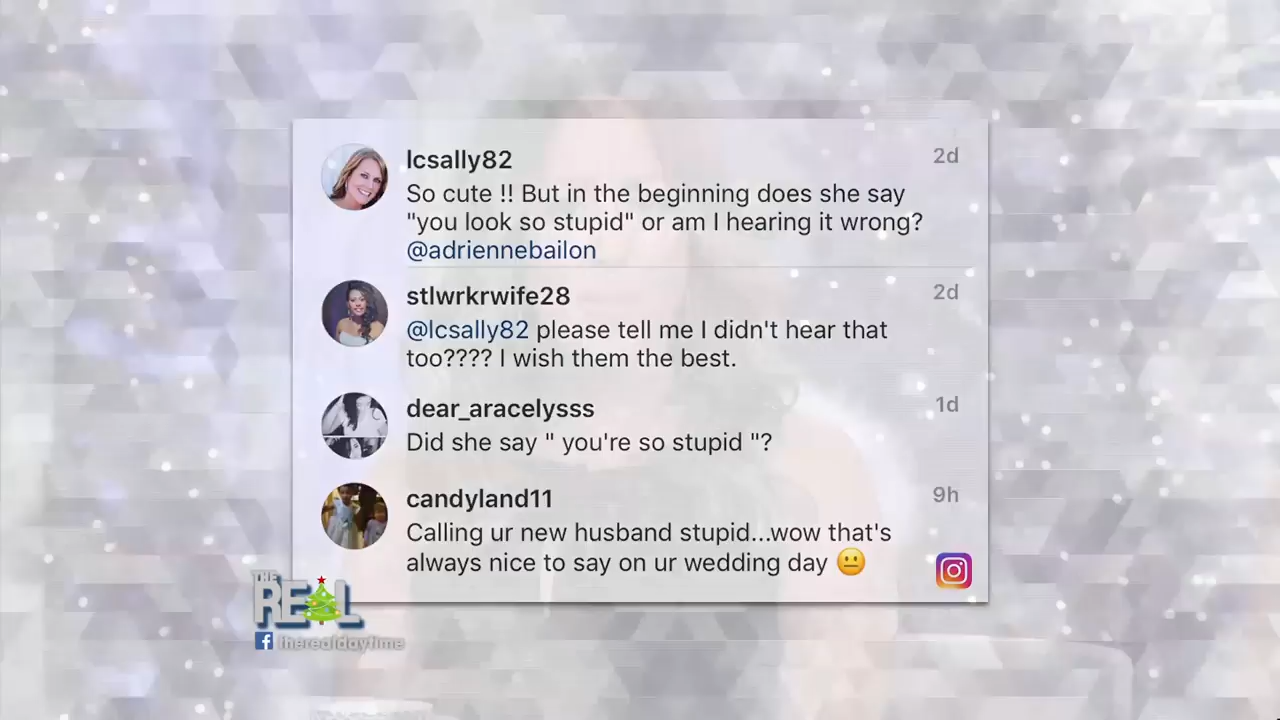 lcsally82
2d
So cute !! But in the beginning does she say
"you look so stupid" or am I hearing it wrong?
@adriennebailon
stlwrkrwife28
2d
@lcsally82 please tell me I didn't hear that
too???? I wish them the best.
dear_aracelysss
1d
Did she say " you're so stupid "?
candyland11
9h
Calling ur new husband stupid...wow that's
always nice to say on ur wedding day 😐
THE
REAL
therealdaytime